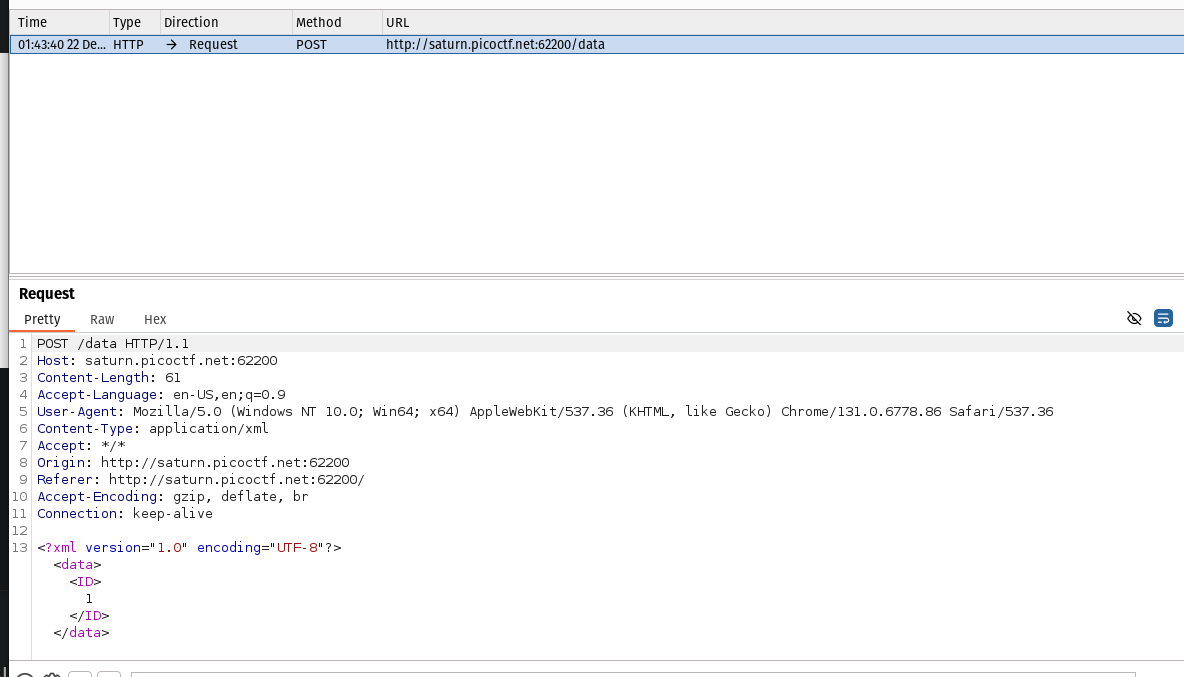 Time Type Direction Method URL
01:43:40 22 De... HTTP → Request POST http://saturn.picoctf.net:62200/data
Request
Pretty Raw Hex
1 POST /data HTTP/1.1
2 Host: saturn.picoctf.net:62200
3 Content-Length: 61
4 Accept-Language: en-US,en;q=0.9
5 User-Agent: Mozilla/5.0 (Windows NT 10.0; Win64; x64) AppleWebKit/537.36 (KHTML, like Gecko) Chrome/131.0.6778.86 Safari/537.36
6 Content-Type: application/xml
7 Accept: */*
8 Origin: http://saturn.picoctf.net:62200
9 Referer: http://saturn.picoctf.net:62200/
10 Accept-Encoding: gzip, deflate, br
11 Connection: keep-alive
12
13 <?xml version="1.0" encoding="UTF-8"?>
<data>
<ID>
1
</ID>
</data>